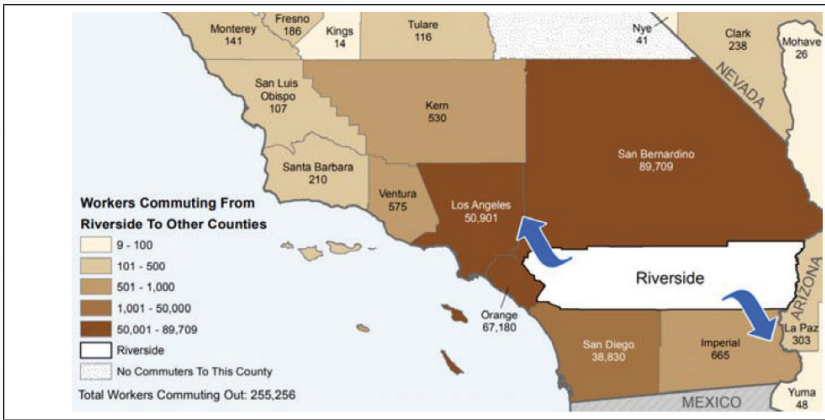 Monterey
141
Fresno
186
Kings
14
Tulare
116
Nye
41
Clark
238
Mohave
26
NEVADA
San Luis
Obispo
107
Kern
530
San Bernardino
89,709
Santa Barbara
210
Ventura
575
Los Angeles
50,901
Workers Commuting From
Riverside To Other Counties
9 - 100
101 - 500
501 - 1,000
1,001 - 50,000
50,001 - 89,709
Riverside
No Commuters To This County
Total Workers Commuting Out: 255,256
Riverside
ARIZONA
Orange
67,180
San Diego
38,830
Imperial
665
La Paz
303
MEXICO
Yuma
48